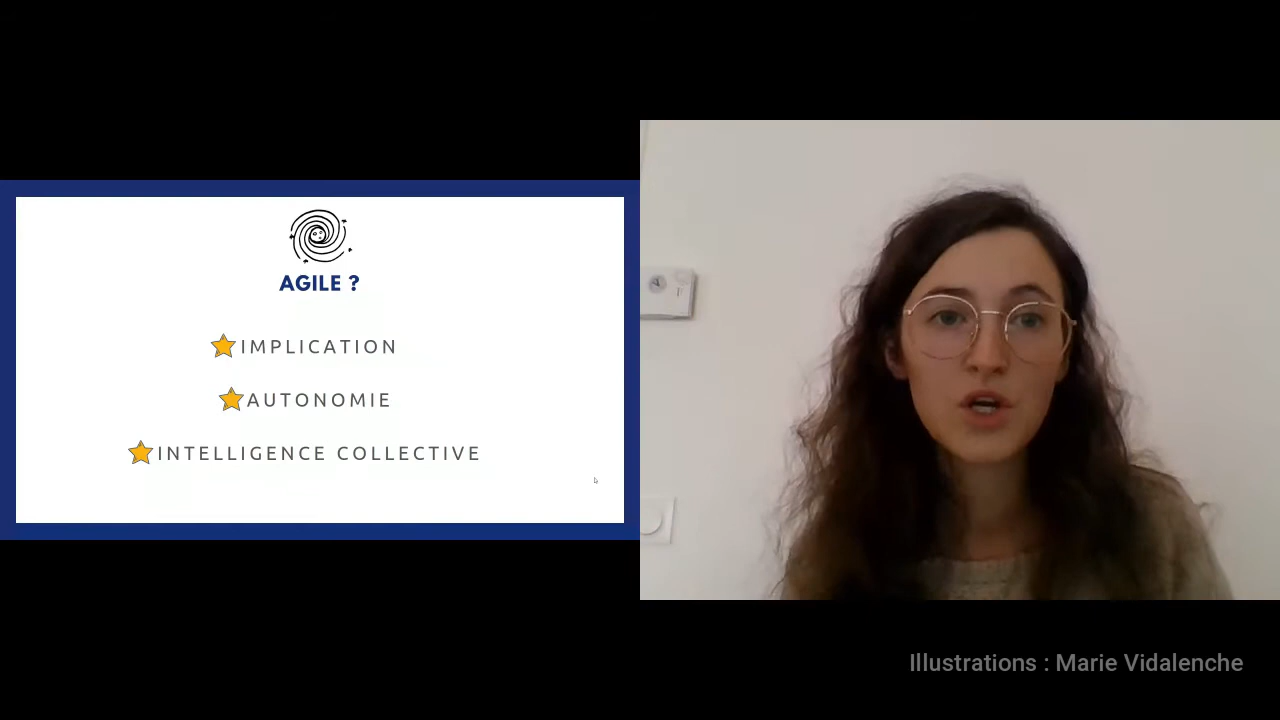 AGILE ?
IMPLICATION
AUTONOMIE
INTELLIGENCE COLLECTIVE
Illustrations : Marie Vidalenche